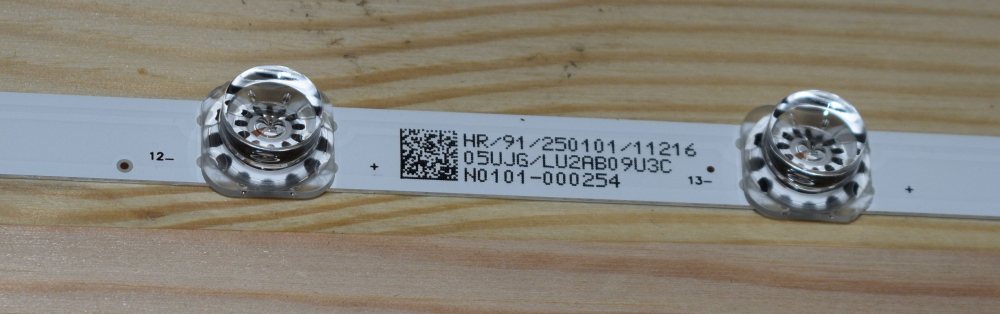 12–
+
HR/91/250101/11216
05UJG/LU2AB09U3C
N0101-000254
13–
+